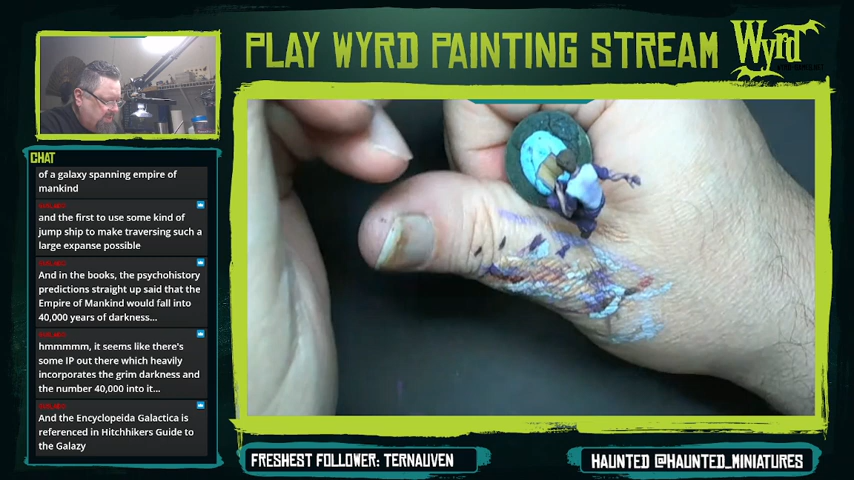 PLAY WYRD PAINTING STREAM
Wyrd
CHAT
of a galaxy spanning empire of
mankind
and the first to use some kind of
jump ship to make traversing such a
large expanse possible
And in the books, the psychohistory
predictions straight up said that the
Empire of Mankind would fall into
40,000 years of darkness...
hmmmmm, it seems like there's
some IP out there which heavily
incorporates the grim darkness and
the number 40,000 into it...
And the Encyclopeida Galactica is
referenced in Hitchhikers Guide to
the Galazy
FRESHEST FOLLOWER: TERNAUVEN
HAUNTED @HAUNTED_MINIATURES